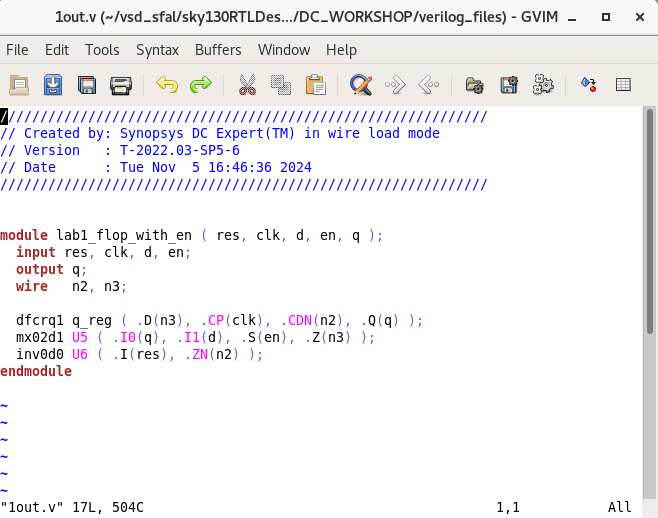 1out.v (~/vsd_sfal/sky130RTLDes.../DC_WORKSHOP/verilog_files) - GVIM
File Edit Tools Syntax Buffers Window Help
/////////////////////////////////////////////////////////////
// Created by: Synopsys DC Expert(TM) in wire load mode
// Version   : T-2022.03-SP5-6
// Date      : Tue Nov  5 16:46:36 2024
/////////////////////////////////////////////////////////////
module lab1_flop_with_en ( res, clk, d, en, q );
  input res, clk, d, en;
  output q;
  wire   n2, n3;
  dfcrq1 q_reg ( .D(n3), .CP(clk), .CDN(n2), .Q(q) );
  mx02d1 U5 ( .I0(q), .I1(d), .S(en), .Z(n3) );
  inv0d0 U6 ( .I(res), .ZN(n2) );
endmodule
~
~
~
~
~
~
"1out.v" 17L, 504C 1,1 All